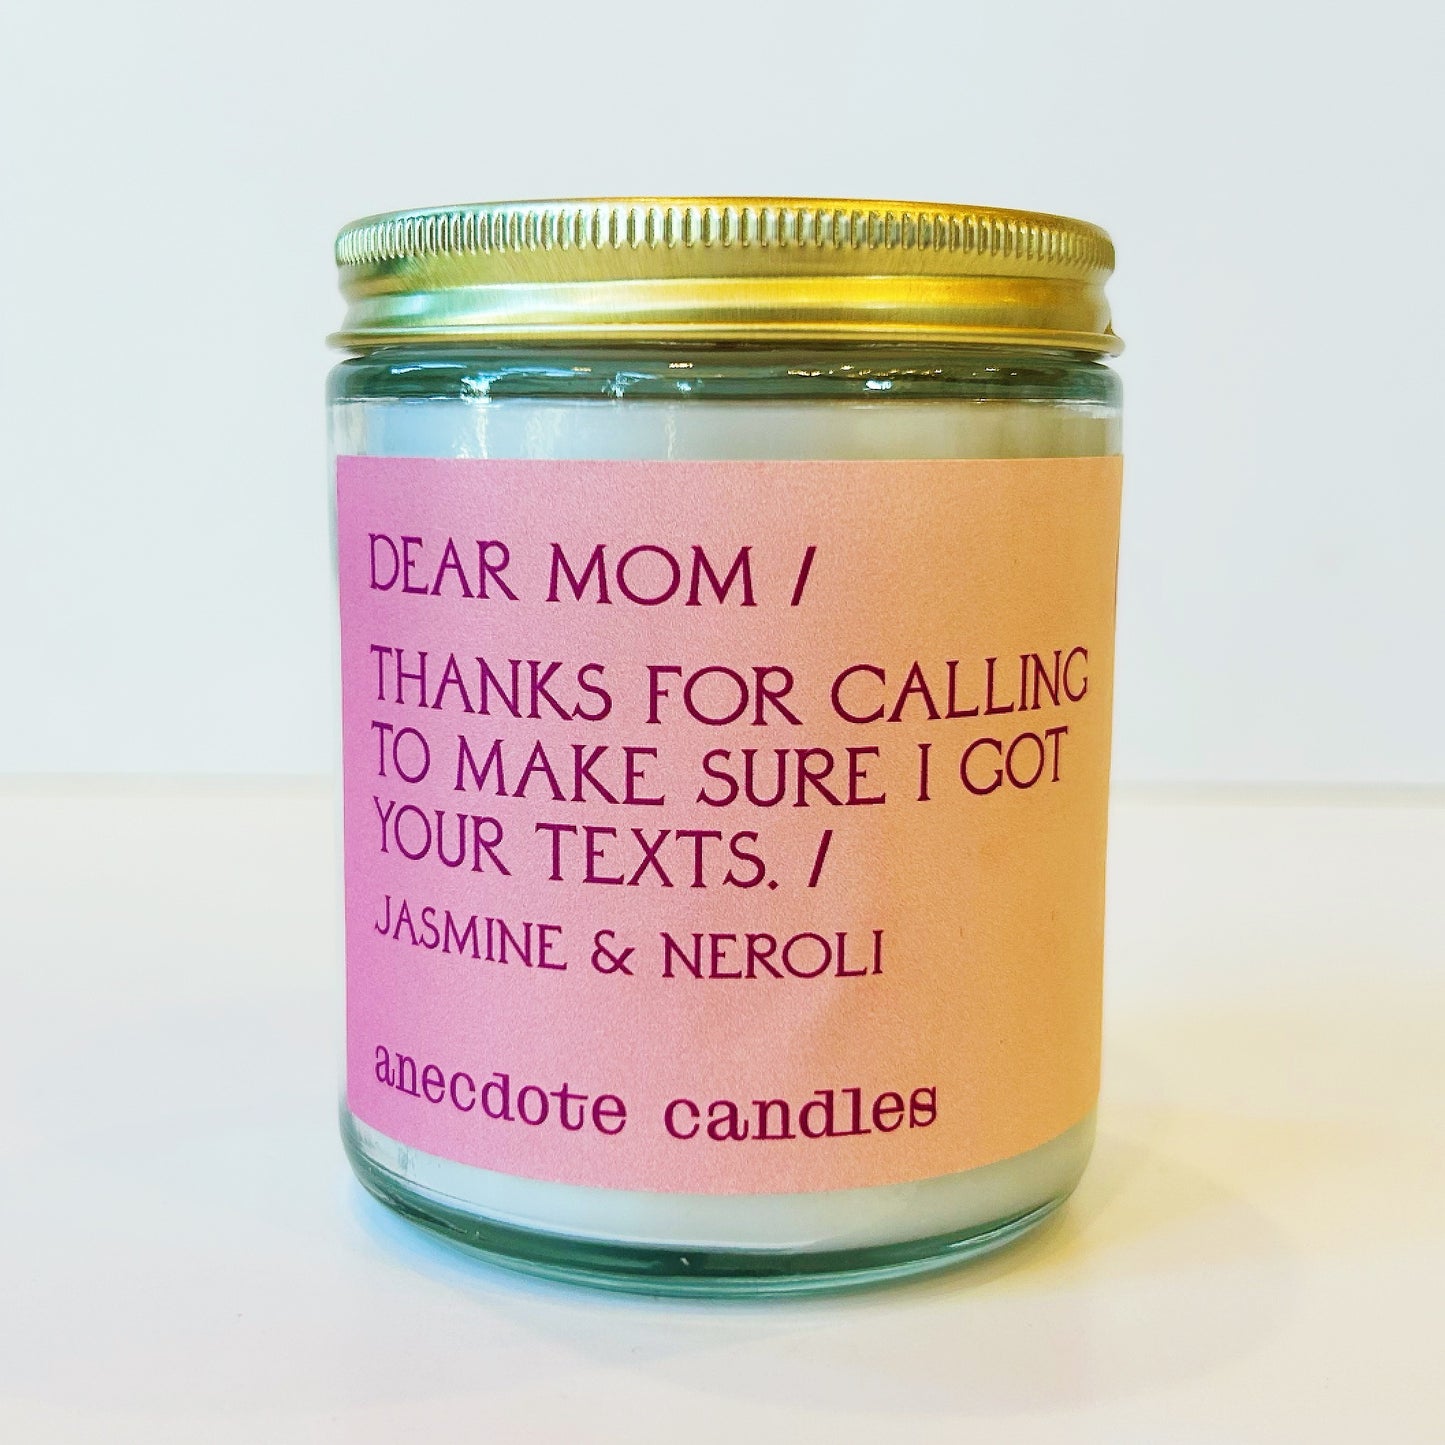 DEAR MOM /
THANKS FOR CALLING
TO MAKE SURE I GOT
YOUR TEXTS. /
JASMINE & NEROLI
anecdote candles